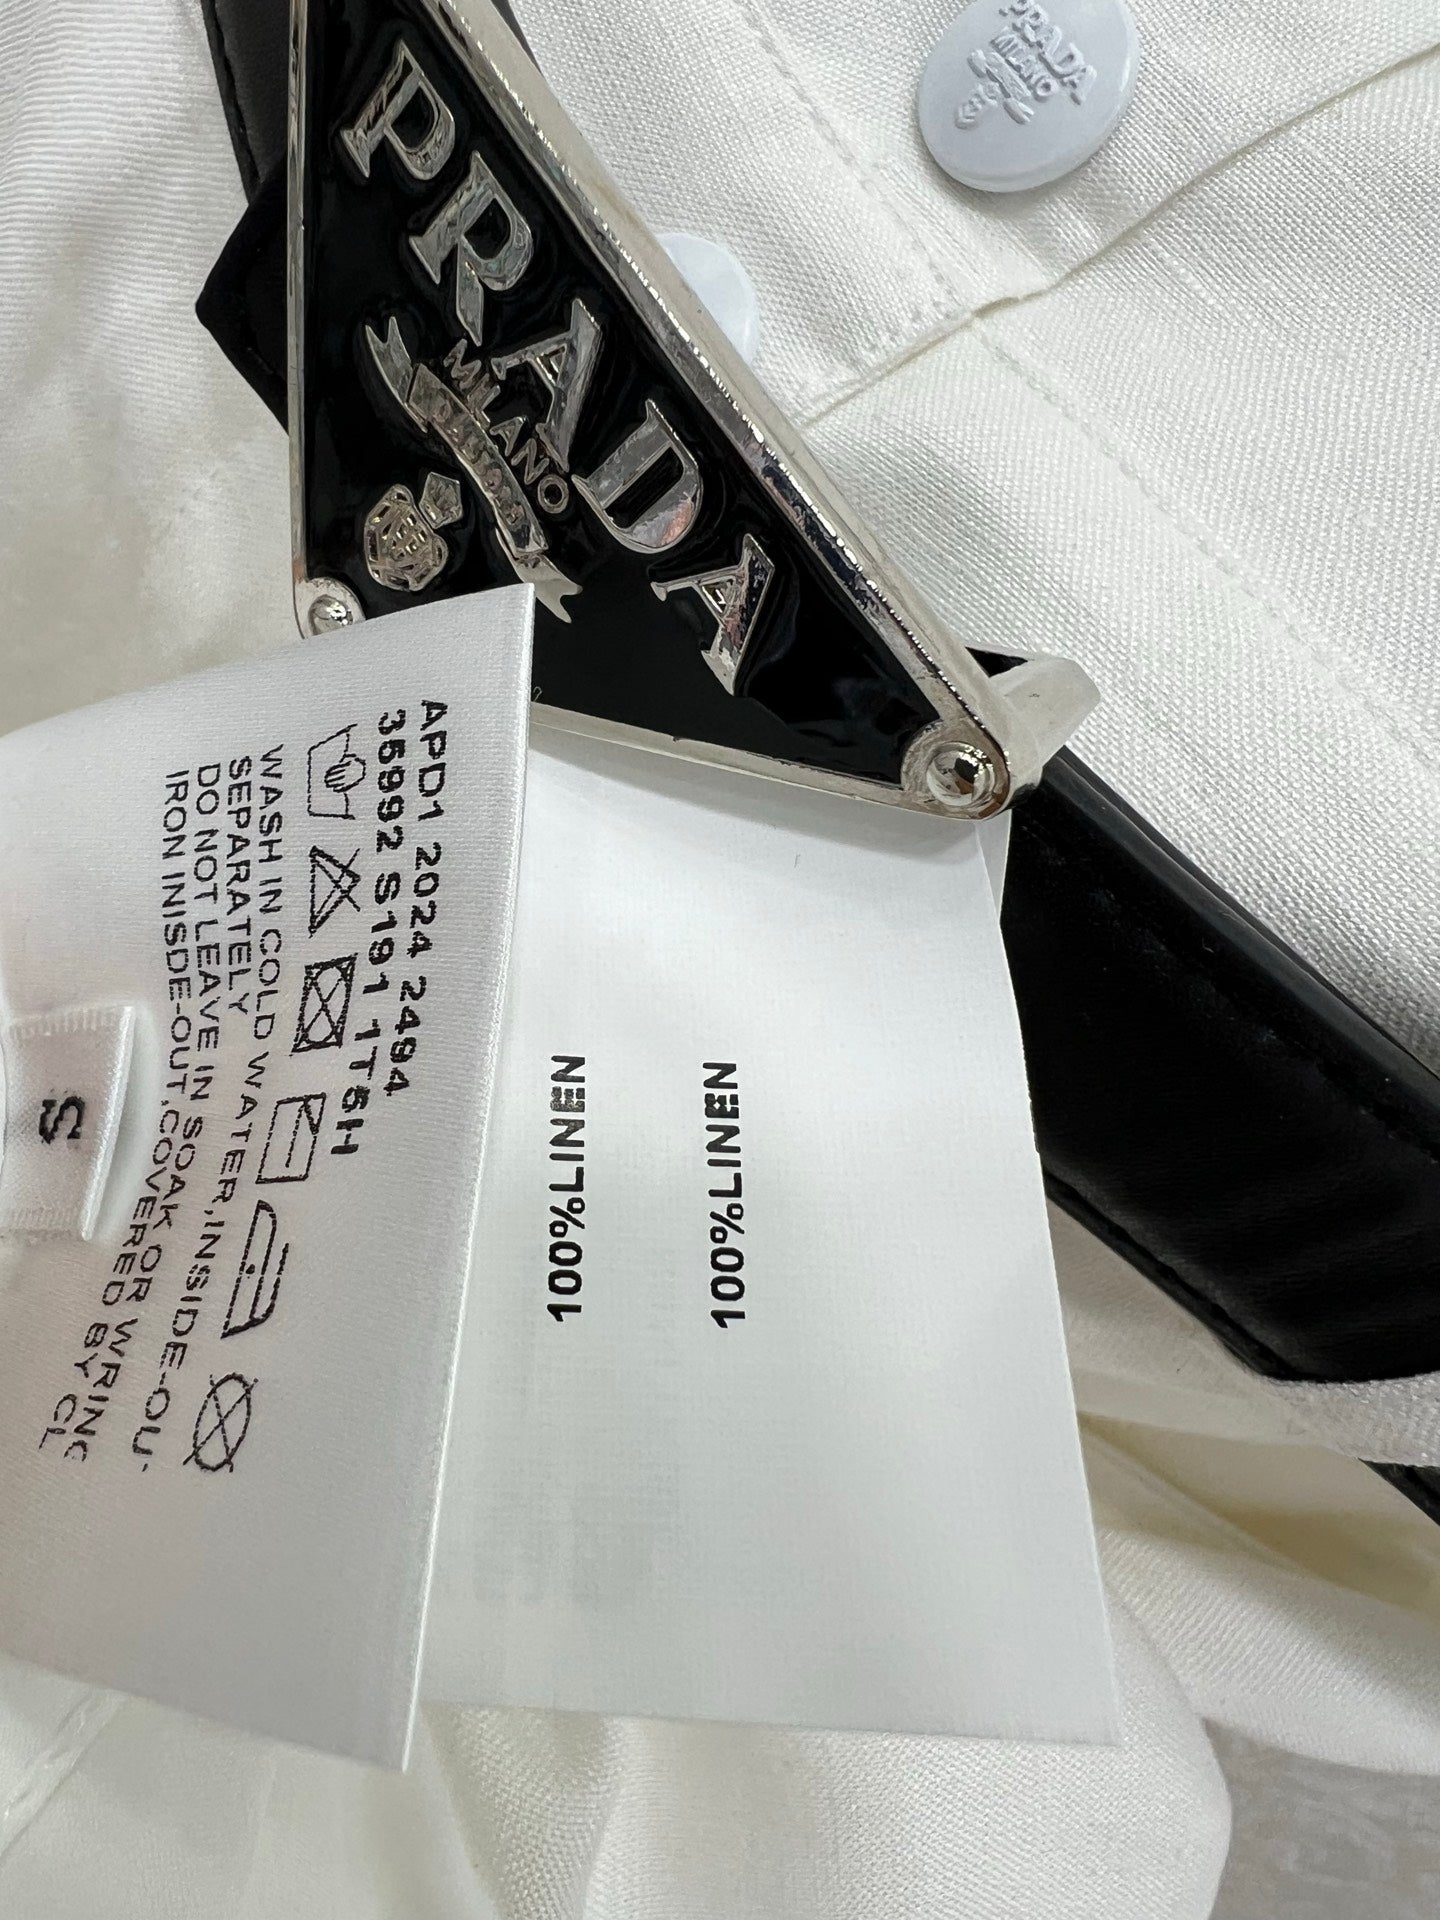 PRADA
MILANO
PRADA
MILANO
APD1 2024 2494
35992 S191 1T5H
WASH IN COLD WATER,INSIDE-OU
SEPARATELY
DO NOT LEAVE IN SOAK OR WRING
IRON INISDE-OUT,COVERED BY CL
S
100%LINEN
100%LINEN